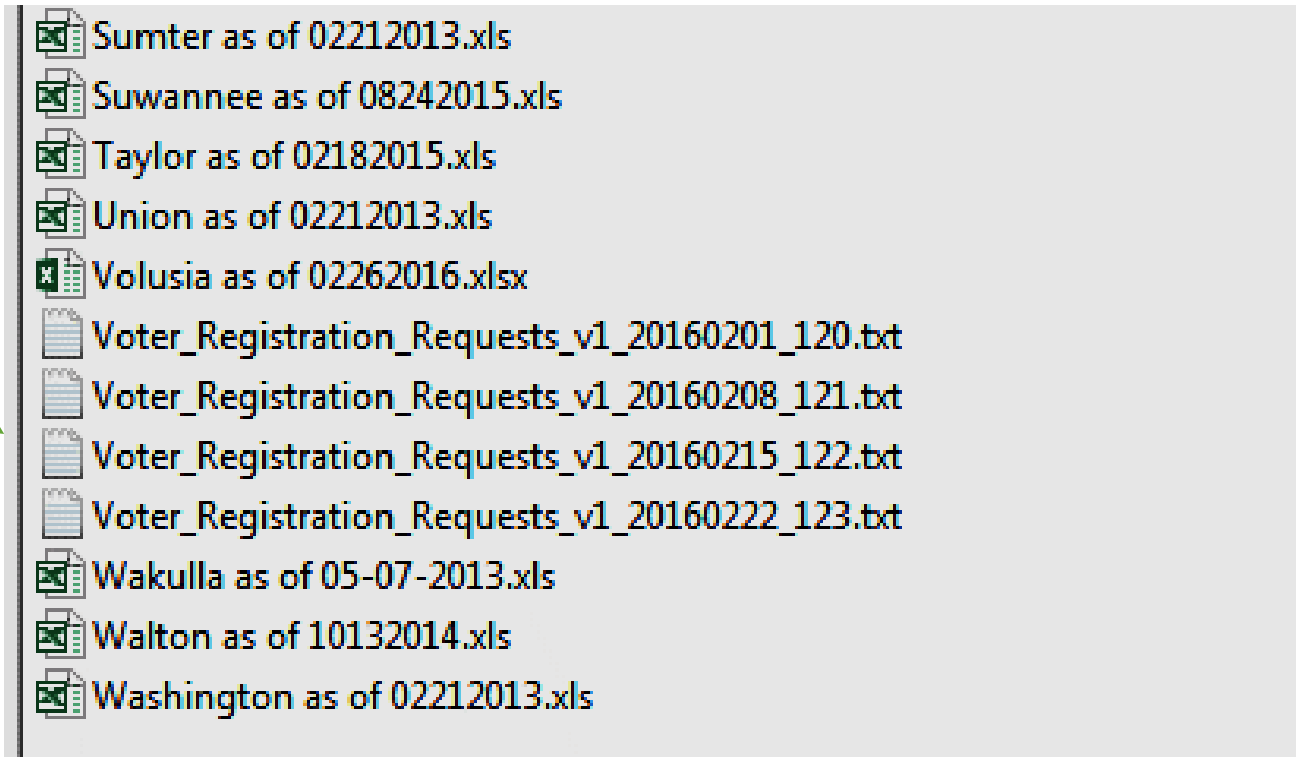 Sumter as of 02212013.xls
Suwannee as of 08242015.xls
Taylor as of 02182015.xls
Union as of 02212013.xls
Volusia as of 02262016.xlsx
Voter_Registration_Requests_v1_20160201_120.txt
Voter_Registration_Requests_v1_20160208_121.txt
Voter_Registration_Requests_v1_20160215_122.txt
Voter_Registration_Requests_v1_20160222_123.txt
Wakulla as of 05-07-2013.xls
Walton as of 10132014.xls
Washington as of 02212013.xls